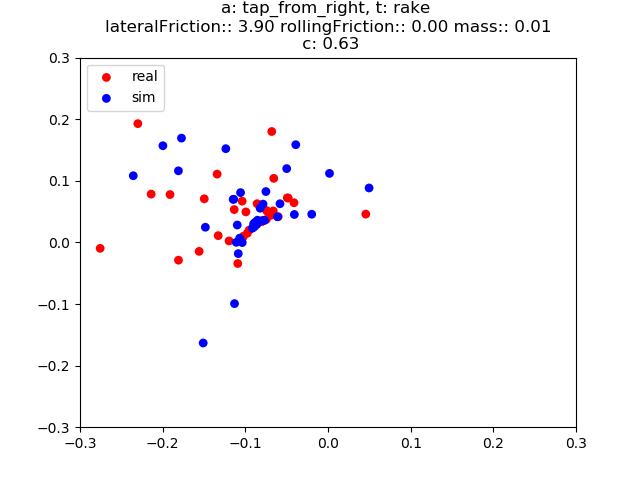 a: tap_from_right, t: rake
lateralFriction:: 3.90 rollingFriction:: 0.00 mass:: 0.01
c: 0.63
real
sim
0.3
0.2
0.1
0.0
−0.1
−0.2
−0.3
−0.3 −0.2 −0.1 0.0 0.1 0.2 0.3